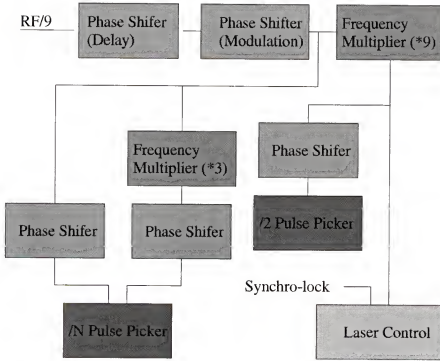 RF/9
Phase Shifer
(Delay)
Phase Shifter
(Modulation)
Frequency
Multiplier (*9)
Frequency
Multiplier (*3)
Phase Shifer
Phase Shifer
Phase Shifer
/2 Pulse Picker
Synchro-lock
/N Pulse Picker
Laser Control